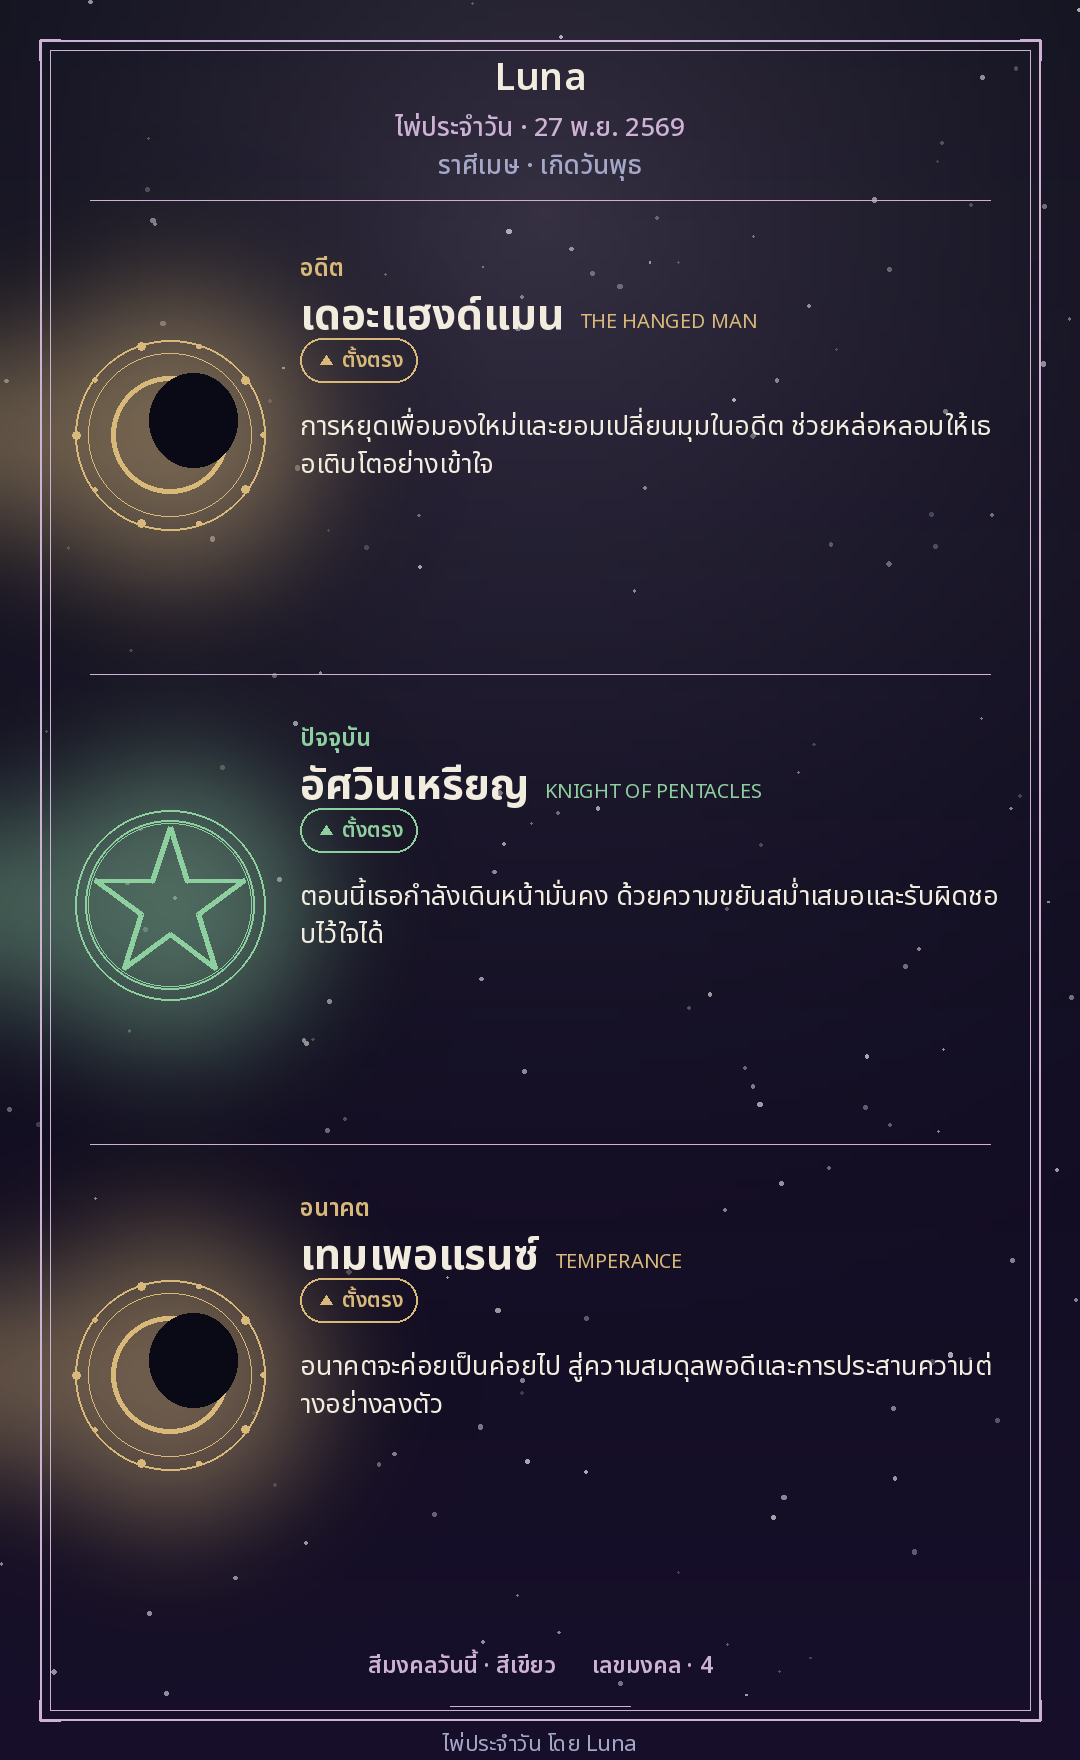 Luna
ไพ่ประจำวัน · 27 พ.ย. 2569
ราศีเมษ · เกิดวันพุธ
อดีต
เดอะแฮงด์แมน THE HANGED MAN
▲ ตั้งตรง
การหยุดเพื่อมองใหม่และยอมเปลี่ยนมุมในอดีต ช่วยหล่อหลอมให้เธ
อเติบโตอย่างเข้าใจ
ปัจจุบัน
อัศวินเหรียญ KNIGHT OF PENTACLES
▲ ตั้งตรง
ตอนนี้เธอกำลังเดินหน้ามั่นคง ด้วยความขยันสม่ำเสมอและรับผิดชอ
บไว้ใจได้
อนาคต
เทมเพอแรนซ์ TEMPERANCE
▲ ตั้งตรง
อนาคตจะค่อยเป็นค่อยไป สู่ความสมดุลพอดีและการประสานความต่
างอย่างลงตัว
สีมงคลวันนี้ · สีเขียว เลขมงคล · 4
ไพ่ประจำวัน โดย Luna